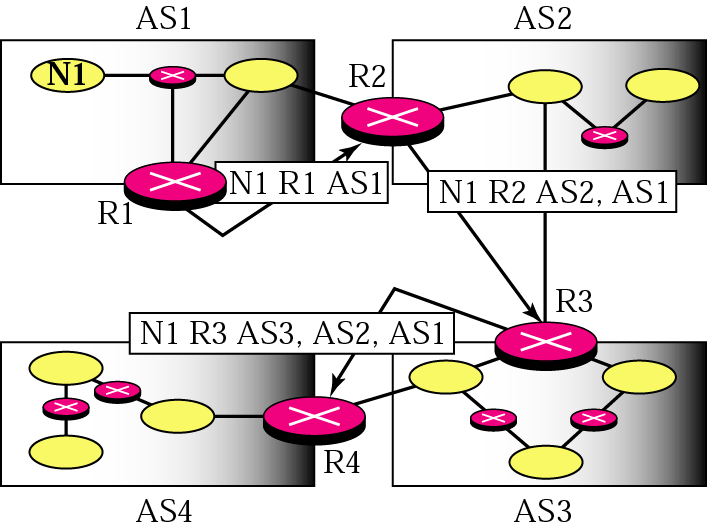 AS1
AS2
N1
R2
N1 R1 AS1
N1 R2 AS2, AS1
R1
R3
N1 R3 AS3, AS2, AS1
R4
AS4
AS3